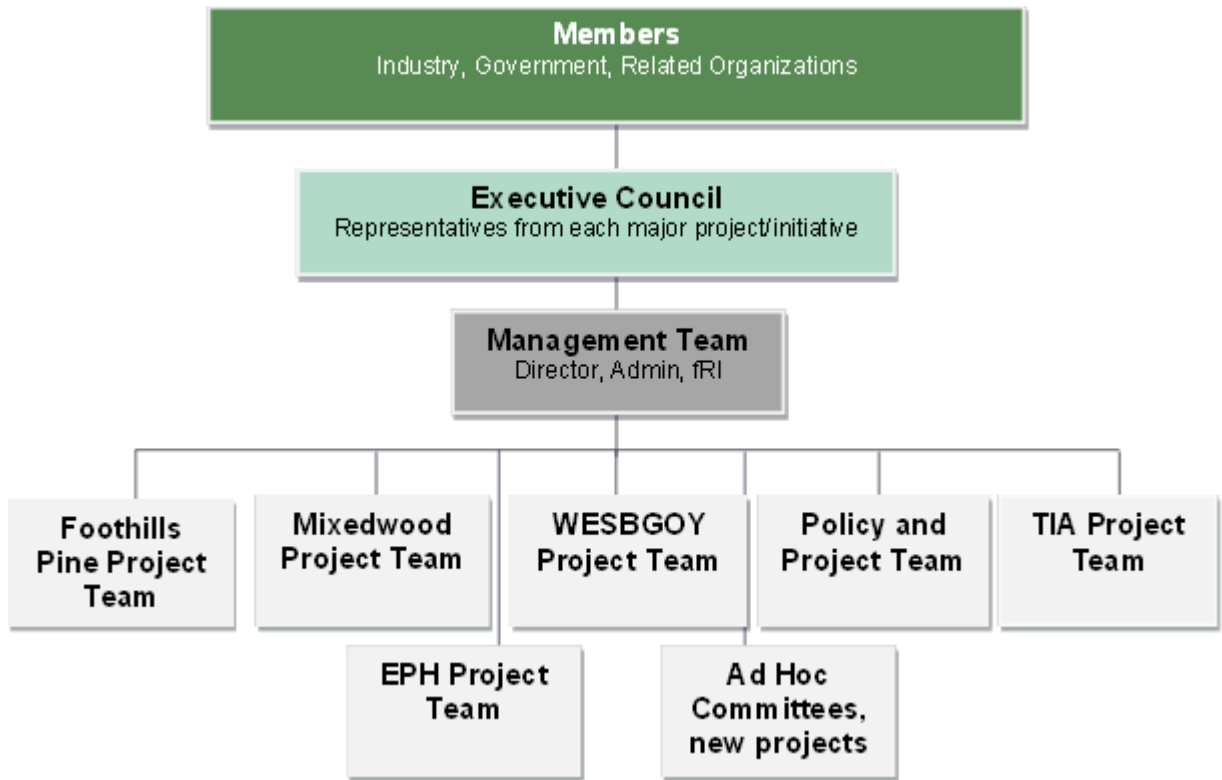 Members
Industry, Government, Related Organizations
Executive Council
Representatives from each major project/initiative
Management Team
Director, Admin, fRI
Foothills
Pine Project
Team
Mixedwood
Project Team
WESBGOY
Project Team
Policy and
Project Team
TIA Project
Team
EPH Project
Team
Ad Hoc
Committees,
new projects